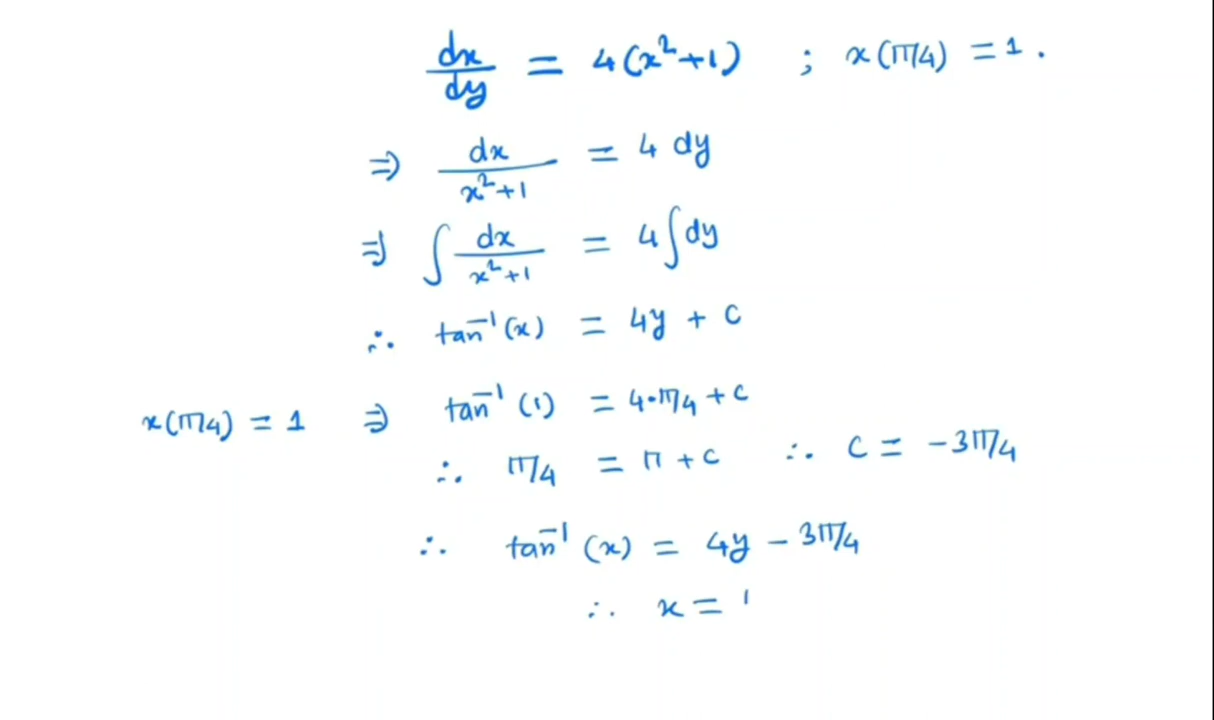 dx/dy = 4(x²+1) ; x(π/4) = 1.
⇒ dx/(x²+1) = 4 dy
⇒ ∫ dx/(x²+1) = 4∫dy
∴ tan⁻¹(x) = 4y + c
x(π/4) = 1 ⇒ tan⁻¹(1) = 4·π/4 + c
∴ π/4 = π + c ∴ c = -3π/4
∴ tan⁻¹(x) = 4y - 3π/4
∴ x =